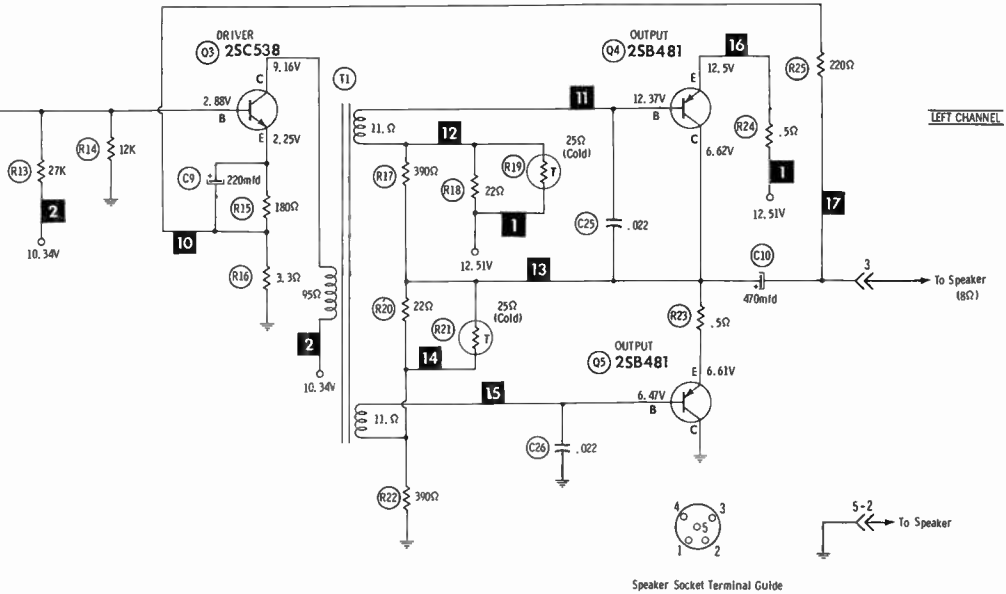 DRIVER
Q3 2SC538
9.16V
C
2.88V
B
E
2.25V
T1
OUTPUT
Q4 2SB481
16
E
12.5V
12.37V
B
C
6.62V
R25
220Ω
11
LEFT CHANNEL
R13
27K
R14
12K
2
10.34V
C9
+
220mfd
R15
180Ω
10
R16
3.3Ω
95Ω
2
10.34V
11.Ω
12
R17
390Ω
R18
22Ω
R19
T
25Ω
(Cold)
1
12.51V
C25
.022
R24
.5Ω
1
12.51V
17
13
C10
+
470mfd
3
To Speaker
(8Ω)
R20
22Ω
R21
T
25Ω
(Cold)
14
R23
.5Ω
OUTPUT
Q5 2SB481
E
6.61V
6.47V
B
C
15
11.Ω
C26
.022
R22
390Ω
4
3
5
1
2
5-2
To Speaker
Speaker Socket Terminal Guide